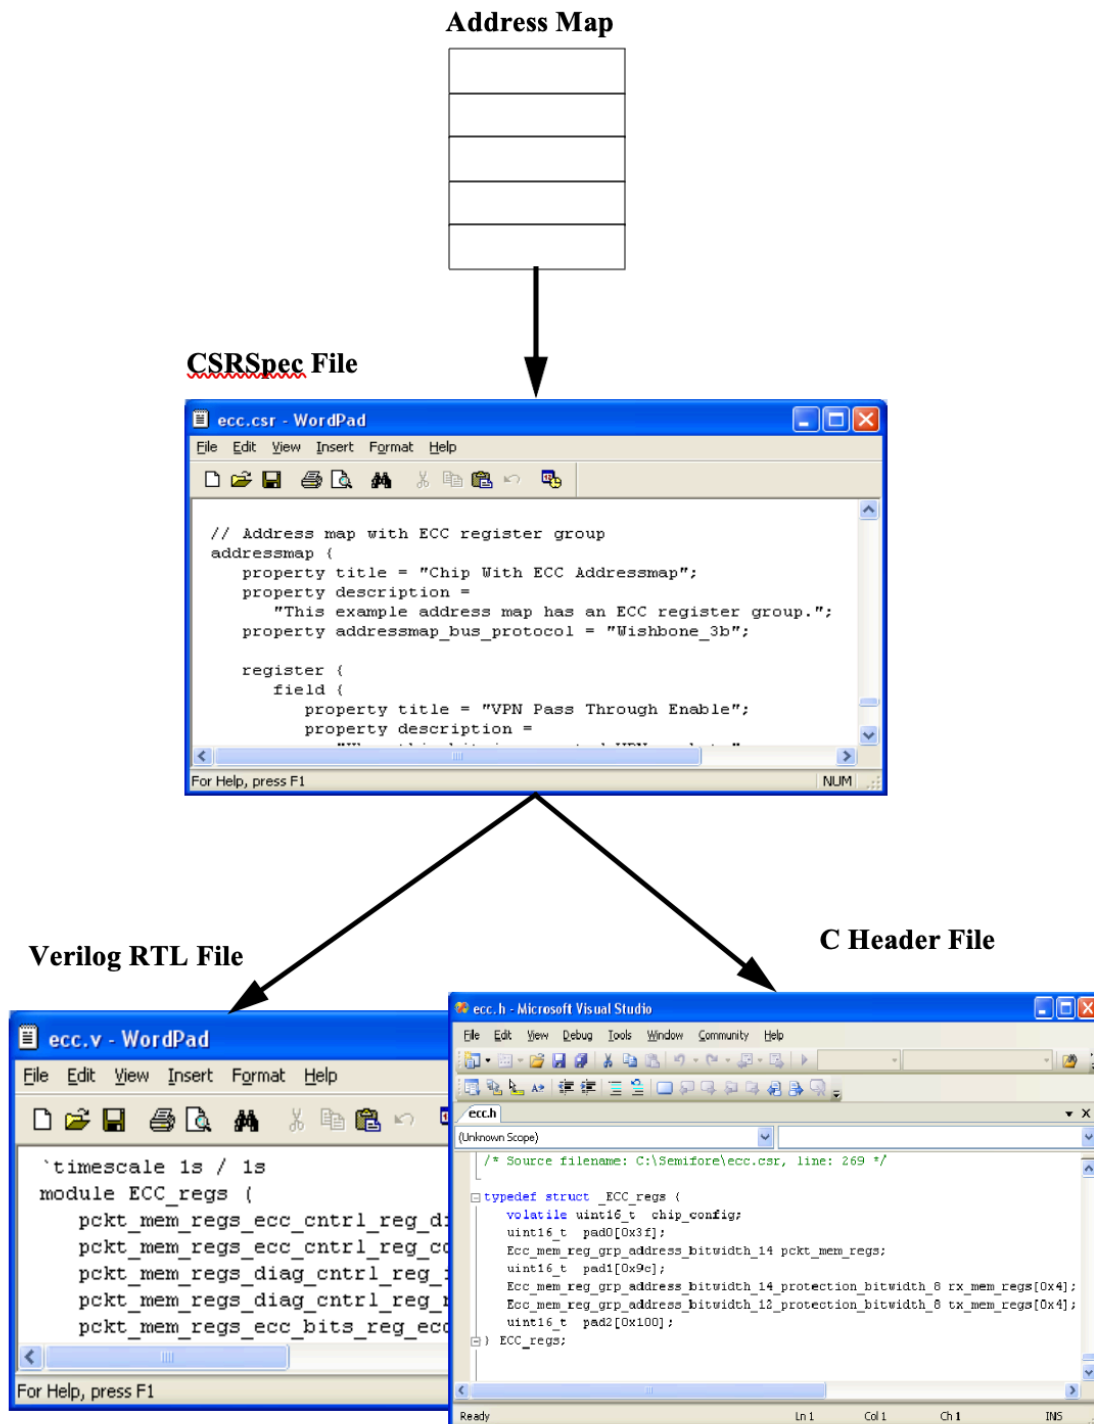 Address Map
CSRSpec File
ecc.csr - WordPad
File Edit View Insert Format Help
// Address map with ECC register group
addressmap {
property title = "Chip With ECC Addressmap";
property description =
"This example address map has an ECC register group.";
property addressmap_bus_protocol = "Wishbone_3b";
register {
field {
property title = "VPN Pass Through Enable";
property description =
For Help, press F1 NUM
Verilog RTL File
C Header File
ecc.v - WordPad
File Edit View Insert Format Help
`timescale 1s / 1s
module ECC_regs (
pckt_mem_regs_ecc_cntrl_reg_d
pckt_mem_regs_ecc_cntrl_reg_co
pckt_mem_regs_diag_cntrl_reg_
pckt_mem_regs_diag_cntrl_reg_
pckt_mem_regs_ecc_bits_reg_ecc
For Help, press F1
ecc.h - Microsoft Visual Studio
File Edit View Debug Tools Window Community Help
ecc.h
(Unknown Scope)
/* Source filename: C:\Semifore\ecc.csr, line: 269 */
typedef struct _ECC_regs {
volatile uint16_t chip_config;
uint16_t pad0[0x3f];
Ecc_mem_reg_grp_address_bitwidth_14 pckt_mem_regs;
uint16_t pad1[0x9c];
Ecc_mem_reg_grp_address_bitwidth_14_protection_bitwidth_8 rx_mem_regs[0x4];
Ecc_mem_reg_grp_address_bitwidth_12_protection_bitwidth_8 tx_mem_regs[0x4];
uint16_t pad2[0x100];
} ECC_regs;
Ready Ln 1 Col 1 Ch 1 INS